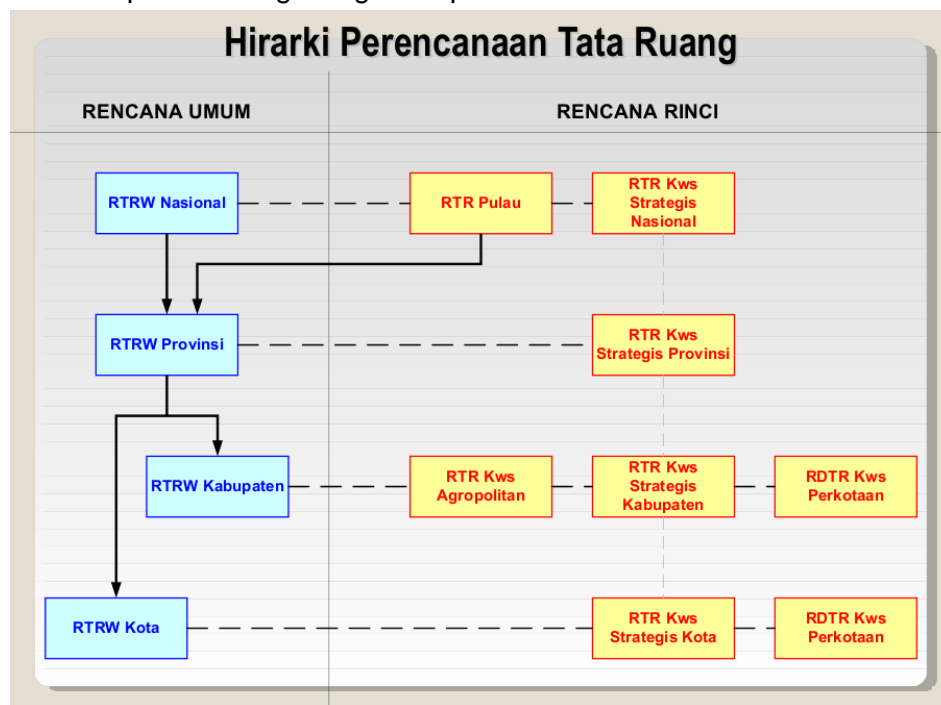 Hirarki Perencanaan Tata Ruang
RENCANA UMUM
RENCANA RINCI
RTRW Nasional
RTR Pulau
RTR Kws
Strategis
Nasional
RTRW Provinsi
RTR Kws
Strategis Provinsi
RTRW Kabupaten
RTR Kws
Agropolitan
RTR Kws
Strategis
Kabupaten
RDTR Kws
Perkotaan
RTRW Kota
RTR Kws
Strategis Kota
RDTR Kws
Perkotaan